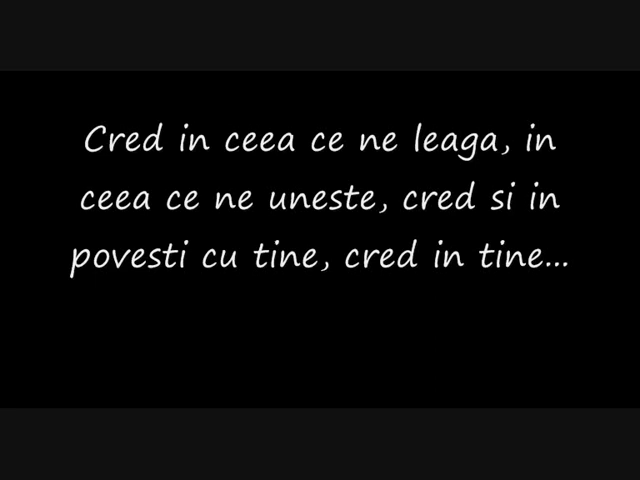 Cred in ceea ce ne leaga, in
ceea ce ne uneste, cred si in
povesti cu tine, cred in tine...